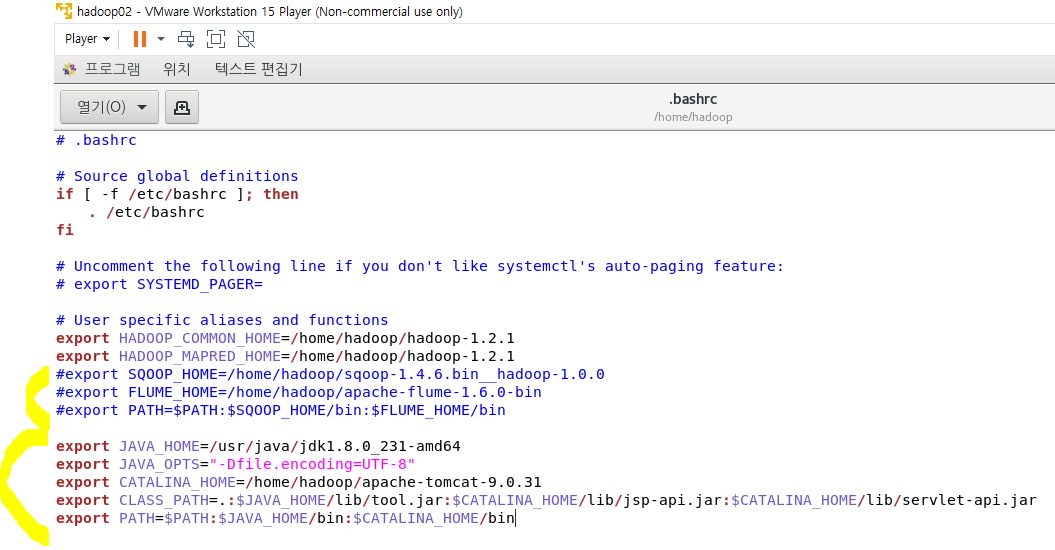 hadoop02 - VMware Workstation 15 Player (Non-commercial use only)
Player
프로그램 위치 텍스트 편집기
열기(O)
.bashrc
/home/hadoop
# .bashrc
# Source global definitions
if [ -f /etc/bashrc ]; then
. /etc/bashrc
fi
# Uncomment the following line if you don't like systemctl's auto-paging feature:
# export SYSTEMD_PAGER=
# User specific aliases and functions
export HADOOP_COMMON_HOME=/home/hadoop/hadoop-1.2.1
export HADOOP_MAPRED_HOME=/home/hadoop/hadoop-1.2.1
#export SQOOP_HOME=/home/hadoop/sqoop-1.4.6.bin__hadoop-1.0.0
#export FLUME_HOME=/home/hadoop/apache-flume-1.6.0-bin
#export PATH=$PATH:$SQOOP_HOME/bin:$FLUME_HOME/bin
export JAVA_HOME=/usr/java/jdk1.8.0_231-amd64
export JAVA_OPTS="-Dfile.encoding=UTF-8"
export CATALINA_HOME=/home/hadoop/apache-tomcat-9.0.31
export CLASS_PATH=.:$JAVA_HOME/lib/tool.jar:$CATALINA_HOME/lib/jsp-api.jar:$CATALINA_HOME/lib/servlet-api.jar
export PATH=$PATH:$JAVA_HOME/bin:$CATALINA_HOME/bin